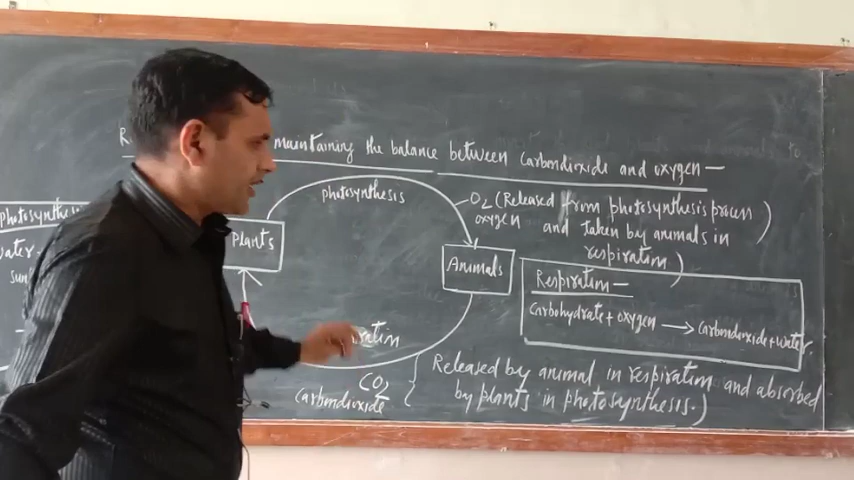 maintaining the balance between Carbondioxide and oxygen —
Photosynthesis
Plants
O2 (Released from photosynthesis process
oxygen and taken by animals in
respiration)
Animals
Respiration —
Carbohydrate + oxygen → Carbondioxide + water.
CO2
Carbondioxide
Released by animal in respiration and absorbed
by plants in photosynthesis.)